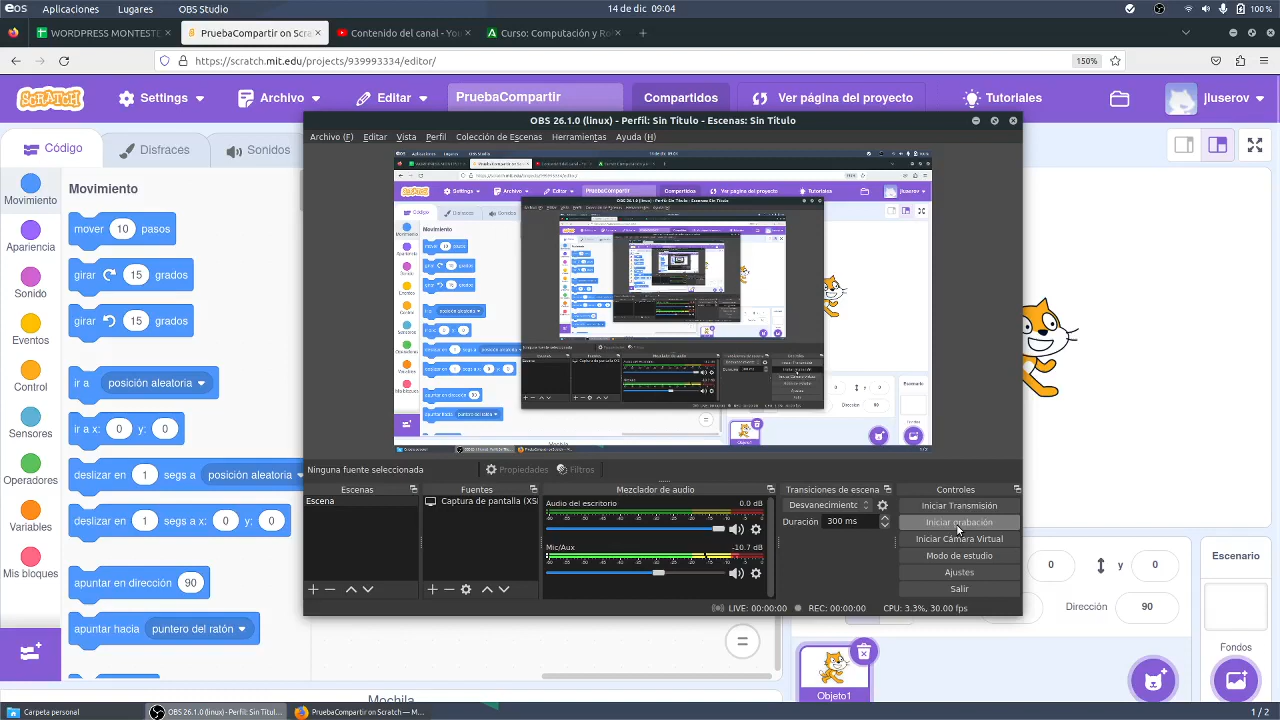 eos Aplicaciones Lugares OBS Studio 14 de dic 09:04 100 %
WORDPRESS MONTESTE × PruebaCompartir on Scra × Contenido del canal - You × Curso: Computación y Ro × +
https://scratch.mit.edu/projects/939993334/editor/ 150%
SCRATCH Settings Archivo Editar PruebaCompartir Compartidos Ver página del proyecto Tutoriales jluserov
Código Disfraces Sonidos
OBS 26.1.0 (linux) - Perfil: Sin Título - Escenas: Sin Título
Archivo (F) Editar Vista Perfil Colección de Escenas Herramientas Ayuda (H)
Movimiento
Apariencia
Sonido
Control
Sensores
Operadores
Variables
Mis bloques
Movimiento
mover 10 pasos
girar 15 grados
girar 15 grados
ir a posición aleatoria
ir a x: 0 y: 0
deslizar en 1 segs a posición aleatoria
deslizar en 1 segs a x: 0 y: 0
apuntar en dirección 90
apuntar hacia puntero del ratón
Ninguna fuente seleccionada Propiedades Filtros
Escenas Fuentes Mezclador de audio Transiciones de escena Controles
Escena
Captura de pantalla (XS
Audio del escritorio 0.0 dB
Mic/Aux -10.7 dB
Desvanecimiento
Duración 300 ms
Iniciar Transmisión
Iniciar grabación
Iniciar Cámara Virtual
Modo de estudio
Ajustes
Salir
LIVE: 00:00:00 REC: 00:00:00 CPU: 3.3%, 30.00 fps
0 y 0
Dirección 90
Objeto1
Escenario
Fondos
Mochila
Carpeta personal OBS 26.1.0 (linux) - Perfil: Sin Títul... PruebaCompartir on Scratch — M... 1 / 2